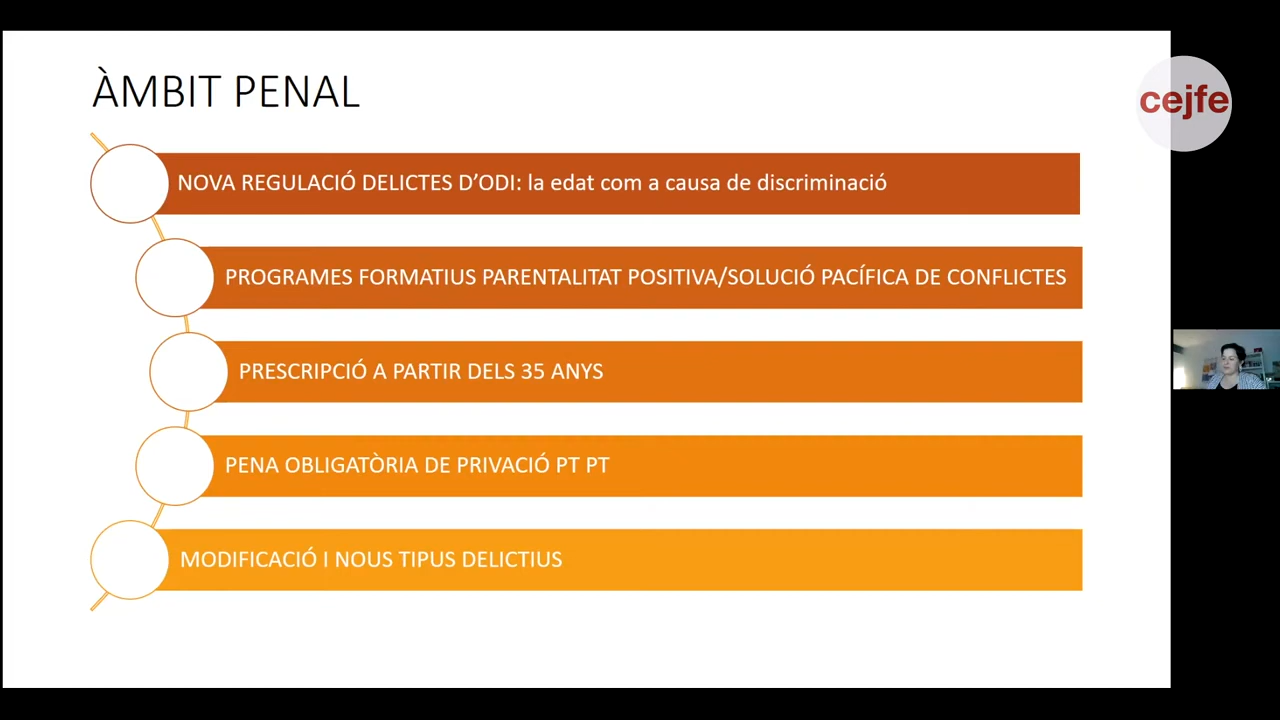 ÀMBIT PENAL
cejfe
NOVA REGULACIÓ DELICTES D’ODI: la edat com a causa de discriminació
PROGRAMES FORMATIUS PARENTALITAT POSITIVA/SOLUCIÓ PACÍFICA DE CONFLICTES
PRESCRIPCIÓ A PARTIR DELS 35 ANYS
PENA OBLIGATÒRIA DE PRIVACIÓ PT PT
MODIFICACIÓ I NOUS TIPUS DELICTIUS